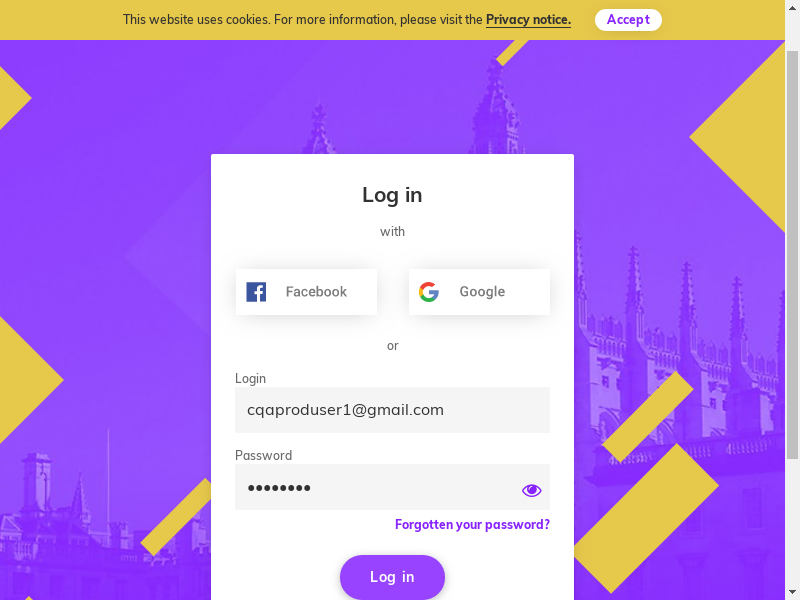 This website uses cookies. For more information, please visit the Privacy notice. Accept
Log in
with
Facebook Google
or
Login
cqaproduser1@gmail.com
Password
••••••••
Forgotten your password?
Log in